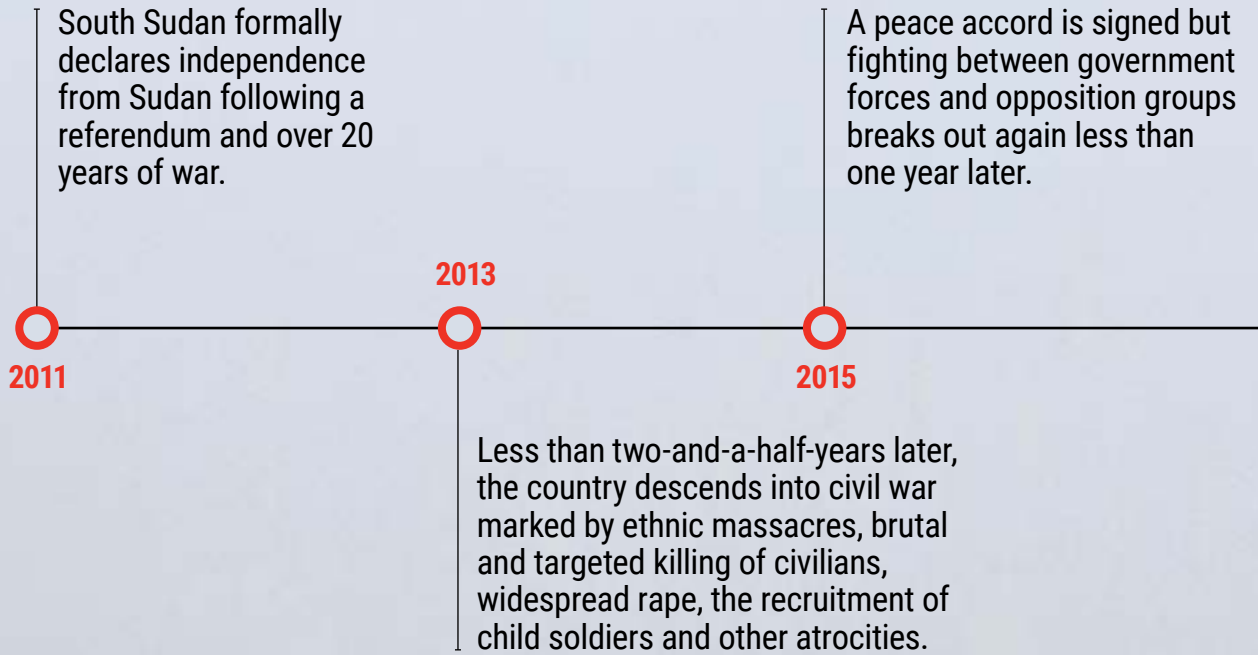 South Sudan formally
declares independence
from Sudan following a
referendum and over 20
years of war.
2011
2013
Less than two-and-a-half-years later,
the country descends into civil war
marked by ethnic massacres, brutal
and targeted killing of civilians,
widespread rape, the recruitment of
child soldiers and other atrocities.
A peace accord is signed but
fighting between government
forces and opposition groups
breaks out again less than
one year later.
2015